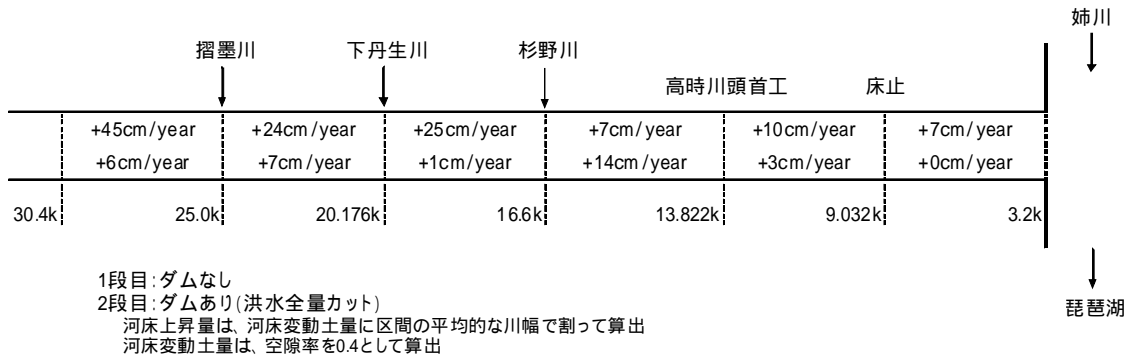 姉川
摺墨川 下丹生川 杉野川
高時川頭首工 床止
+45cm/year +24cm/year +25cm/year +7cm/year +10cm/year +7cm/year
+6cm/year +7cm/year +1cm/year +14cm/year +3cm/year +0cm/year
30.4k 25.0k 20.176k 16.6k 13.822k 9.032k 3.2k
1段目:ダムなし
2段目:ダムあり(洪水全量カット)
河床上昇量は、河床変動土量に区間の平均的な川幅で割って算出
河床変動土量は、空隙率を0.4として算出
琵琶湖